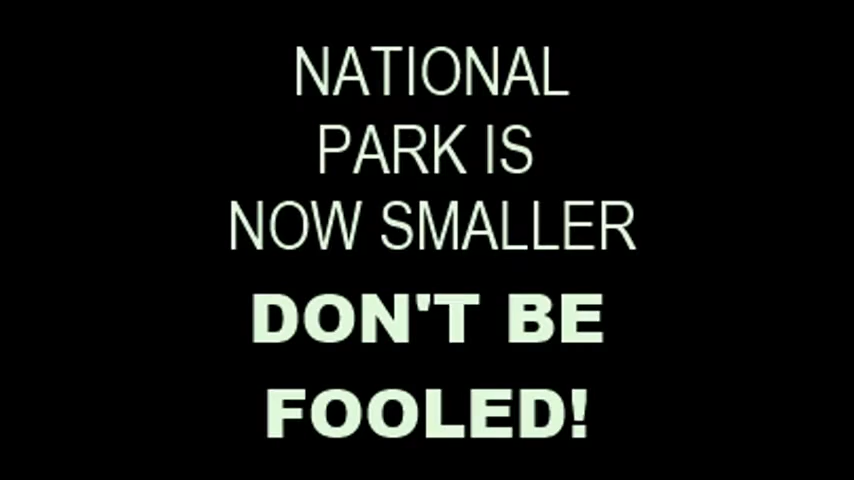 NATIONAL
PARK IS
NOW SMALLER
DON'T BE
FOOLED!